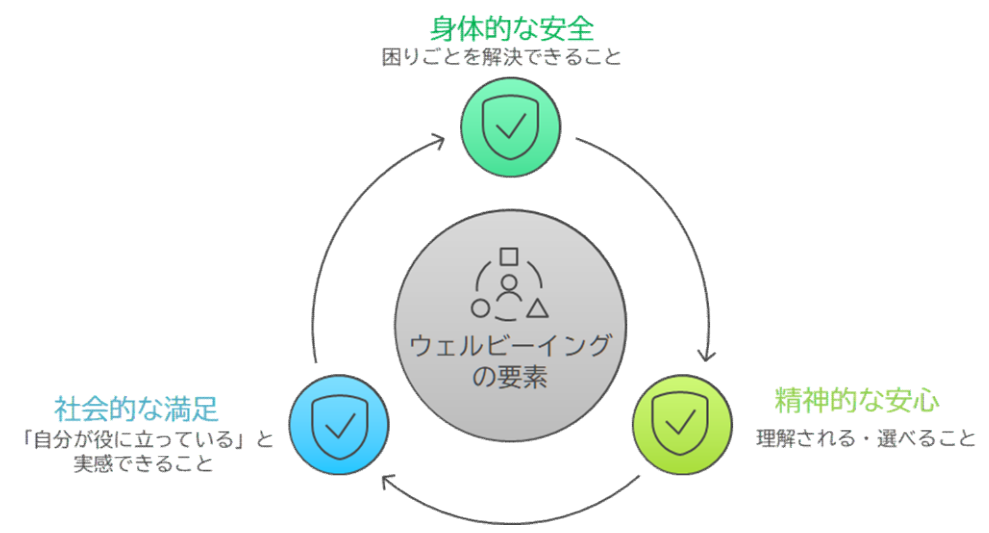 身体的な安全
困りごとを解決できること
ウェルビーイング
の要素
精神的な安心
理解される・選べること
社会的な満足
「自分が役に立っている」と
実感できること